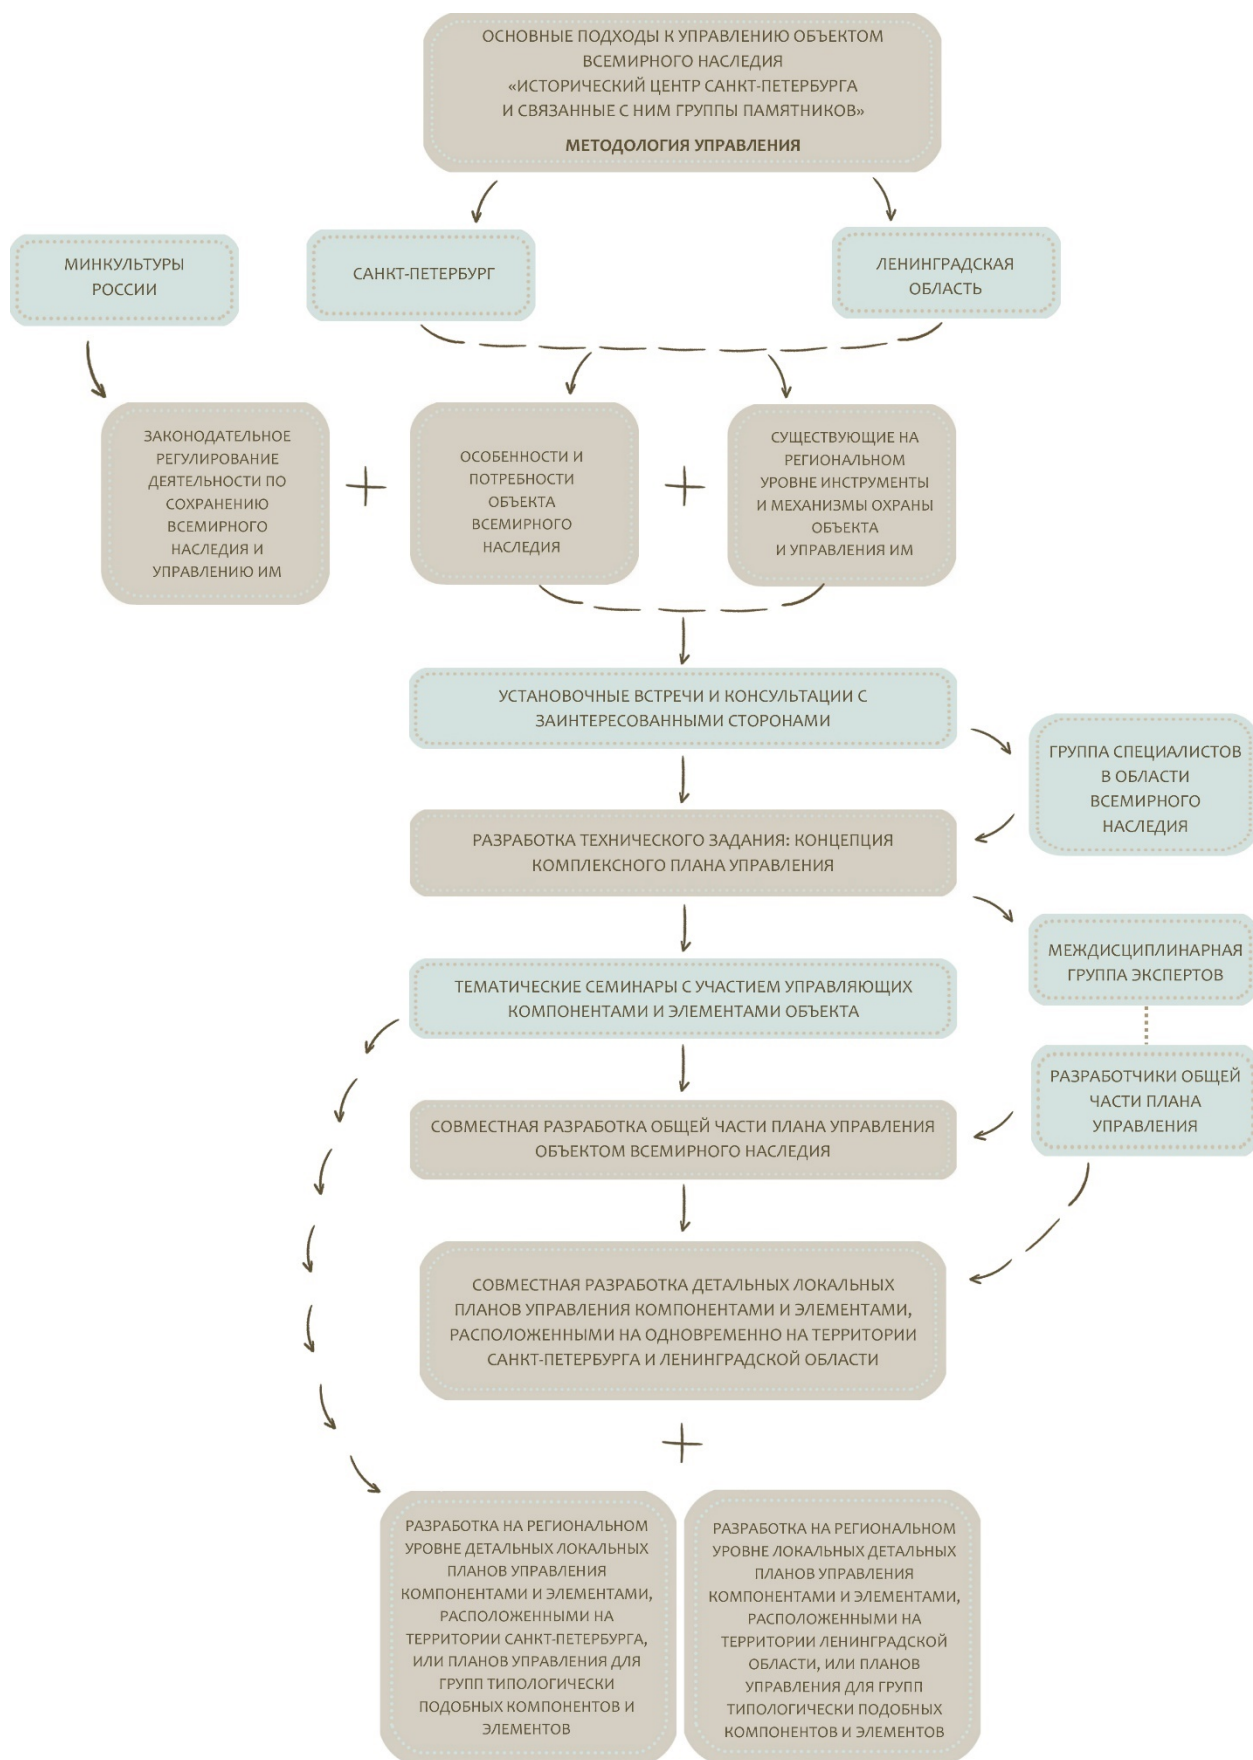 ОСНОВНЫЕ ПОДХОДЫ К УПРАВЛЕНИЮ ОБЪЕКТОМ
ВСЕМИРНОГО НАСЛЕДИЯ
«ИСТОРИЧЕСКИЙ ЦЕНТР САНКТ-ПЕТЕРБУРГА
И СВЯЗАННЫЕ С НИМ ГРУППЫ ПАМЯТНИКОВ»
МЕТОДОЛОГИЯ УПРАВЛЕНИЯ
МИНКУЛЬТУРЫ
РОССИИ
САНКТ-ПЕТЕРБУРГ
ЛЕНИНГРАДСКАЯ
ОБЛАСТЬ
ЗАКОНОДАТЕЛЬНОЕ
РЕГУЛИРОВАНИЕ
ДЕЯТЕЛЬНОСТИ ПО
СОХРАНЕНИЮ
ВСЕМИРНОГО
НАСЛЕДИЯ И
УПРАВЛЕНИЮ ИМ
+
ОСОБЕННОСТИ И
ПОТРЕБНОСТИ
ОБЪЕКТА
ВСЕМИРНОГО
НАСЛЕДИЯ
+
СУЩЕСТВУЮЩИЕ НА
РЕГИОНАЛЬНОМ
УРОВНЕ ИНСТРУМЕНТЫ
И МЕХАНИЗМЫ ОХРАНЫ
ОБЪЕКТА
И УПРАВЛЕНИЯ ИМ
УСТАНОВОЧНЫЕ ВСТРЕЧИ И КОНСУЛЬТАЦИИ С
ЗАИНТЕРЕСОВАННЫМИ СТОРОНАМИ
ГРУППА СПЕЦИАЛИСТОВ
В ОБЛАСТИ
ВСЕМИРНОГО
НАСЛЕДИЯ
РАЗРАБОТКА ТЕХНИЧЕСКОГО ЗАДАНИЯ: КОНЦЕПЦИЯ
КОМПЛЕКСНОГО ПЛАНА УПРАВЛЕНИЯ
МЕЖДИСЦИПЛИНАРНАЯ
ГРУППА ЭКСПЕРТОВ
ТЕМАТИЧЕСКИЕ СЕМИНАРЫ С УЧАСТИЕМ УПРАВЛЯЮЩИХ
КОМПОНЕНТАМИ И ЭЛЕМЕНТАМИ ОБЪЕКТА
РАЗРАБОТЧИКИ ОБЩЕЙ
ЧАСТИ ПЛАНА
УПРАВЛЕНИЯ
СОВМЕСТНАЯ РАЗРАБОТКА ОБЩЕЙ ЧАСТИ ПЛАНА УПРАВЛЕНИЯ
ОБЪЕКТОМ ВСЕМИРНОГО НАСЛЕДИЯ
СОВМЕСТНАЯ РАЗРАБОТКА ДЕТАЛЬНЫХ ЛОКАЛЬНЫХ
ПЛАНОВ УПРАВЛЕНИЯ КОМПОНЕНТАМИ И ЭЛЕМЕНТАМИ,
РАСПОЛОЖЕННЫМИ НА ОДНОВРЕМЕННО НА ТЕРРИТОРИИ
САНКТ-ПЕТЕРБУРГА И ЛЕНИНГРАДСКОЙ ОБЛАСТИ
+
РАЗРАБОТКА НА РЕГИОНАЛЬНОМ
УРОВНЕ ДЕТАЛЬНЫХ ЛОКАЛЬНЫХ
ПЛАНОВ УПРАВЛЕНИЯ
КОМПОНЕНТАМИ И ЭЛЕМЕНТАМИ,
РАСПОЛОЖЕННЫМИ НА
ТЕРРИТОРИИ САНКТ-ПЕТЕРБУРГА,
ИЛИ ПЛАНОВ УПРАВЛЕНИЯ ДЛЯ
ГРУПП ТИПОЛОГИЧЕСКИ
ПОДОБНЫХ КОМПОНЕНТОВ И
ЭЛЕМЕНТОВ
РАЗРАБОТКА НА РЕГИОНАЛЬНОМ
УРОВНЕ ЛОКАЛЬНЫХ ДЕТАЛЬНЫХ
ПЛАНОВ УПРАВЛЕНИЯ
КОМПОНЕНТАМИ И ЭЛЕМЕНТАМИ,
РАСПОЛОЖЕННЫМИ НА
ТЕРРИТОРИИ ЛЕНИНГРАДСКОЙ
ОБЛАСТИ, ИЛИ ПЛАНОВ
УПРАВЛЕНИЯ ДЛЯ ГРУПП
ТИПОЛОГИЧЕСКИ ПОДОБНЫХ
КОМПОНЕНТОВ И ЭЛЕМЕНТОВ